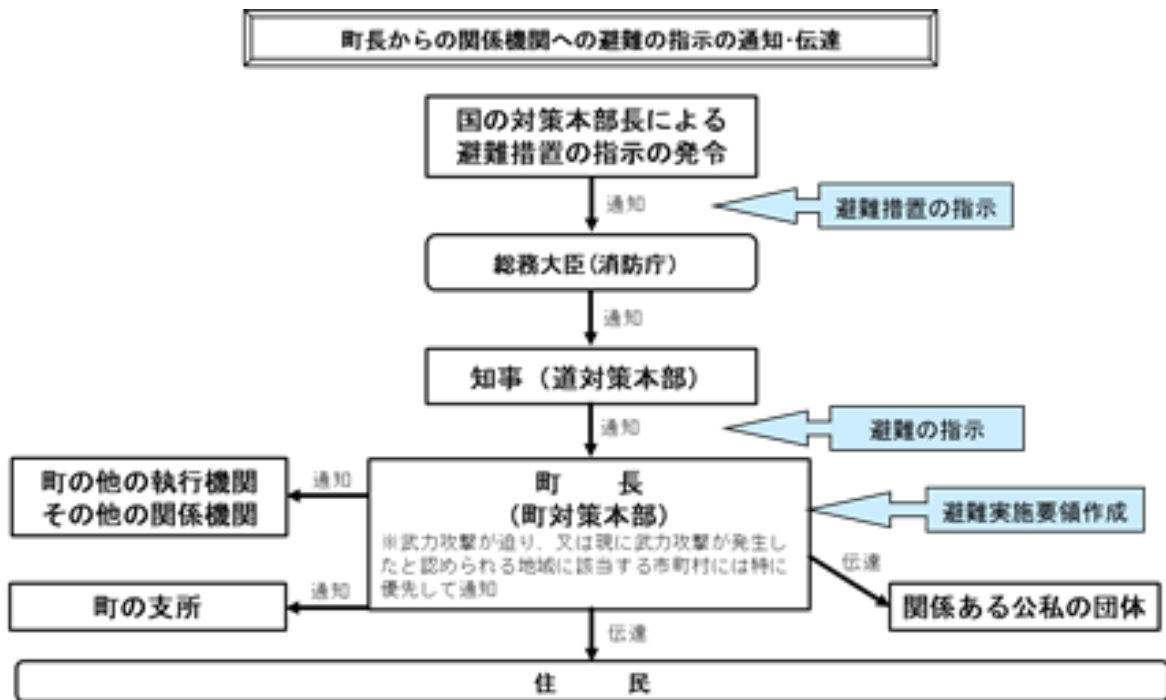 町長からの関係機関への避難の指示の通知･伝達
国の対策本部長による
避難措置の指示の発令
通知
避難措置の指示
総務大臣(消防庁)
通知
知事（道対策本部）
通知
避難の指示
町の他の執行機関
その他の関係機関
通知
町　長
(町対策本部)
※武力攻撃が迫り、又は現に武力攻撃が発生し
たと認められる地域に該当する市町村には特に
優先して通知
避難実施要領作成
町の支所
通知
伝達
関係ある公私の団体
伝達
住　民